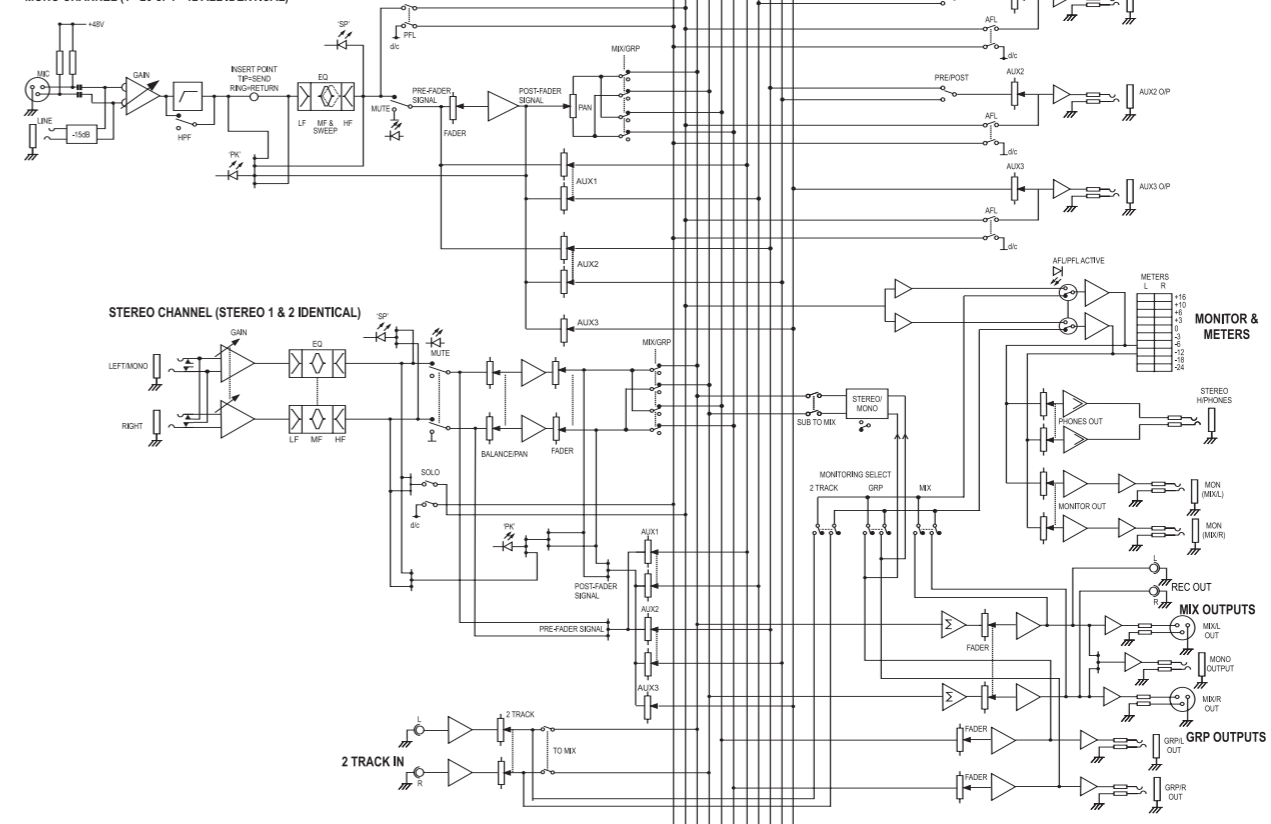 +48V
'SP'
PFL
d/c
AFL
d/c
MIX/GRP
MIC
GAIN
INSERT POINT
TIP=SEND
RING=RETURN
EQ
PRE-FADER
SIGNAL
POST-FADER
SIGNAL
PAN
PRE/POST
AUX2
AUX2 O/P
MUTE
LINE
-15dB
HPF
LF
MF &
SWEEP
HF
FADER
AFL
d/c
'PK'
AUX1
AUX3
AUX3 O/P
AFL
d/c
AUX2
AFL/PFL ACTIVE
METERS
L R
+16
+10
+6
+3
0
-3
-6
-12
-18
-24
MONITOR &
METERS
STEREO CHANNEL (STEREO 1 & 2 IDENTICAL)
'SP'
AUX3
GAIN
EQ
MUTE
MIX/GRP
LEFT/MONO
STEREO/
MONO
SUB TO MIX
STEREO
H/PHONES
PHONES OUT
RIGHT
LF MF HF
BALANCE/PAN
FADER
SOLO
d/c
MONITORING SELECT
2 TRACK
GRP
MIX
MON
(MIX/L)
MONITOR OUT
MON
(MIX/R)
'PK'
AUX1
POST-FADER
SIGNAL
L
REC OUT
R
AUX2
PRE-FADER SIGNAL
MIX OUTPUTS
Σ
FADER
MIX/L
OUT
MONO
OUTPUT
AUX3
Σ
MIX/R
OUT
2 TRACK
L
TO MIX
2 TRACK IN
R
FADER
GRP OUTPUTS
GRP/L
OUT
FADER
GRP/R
OUT